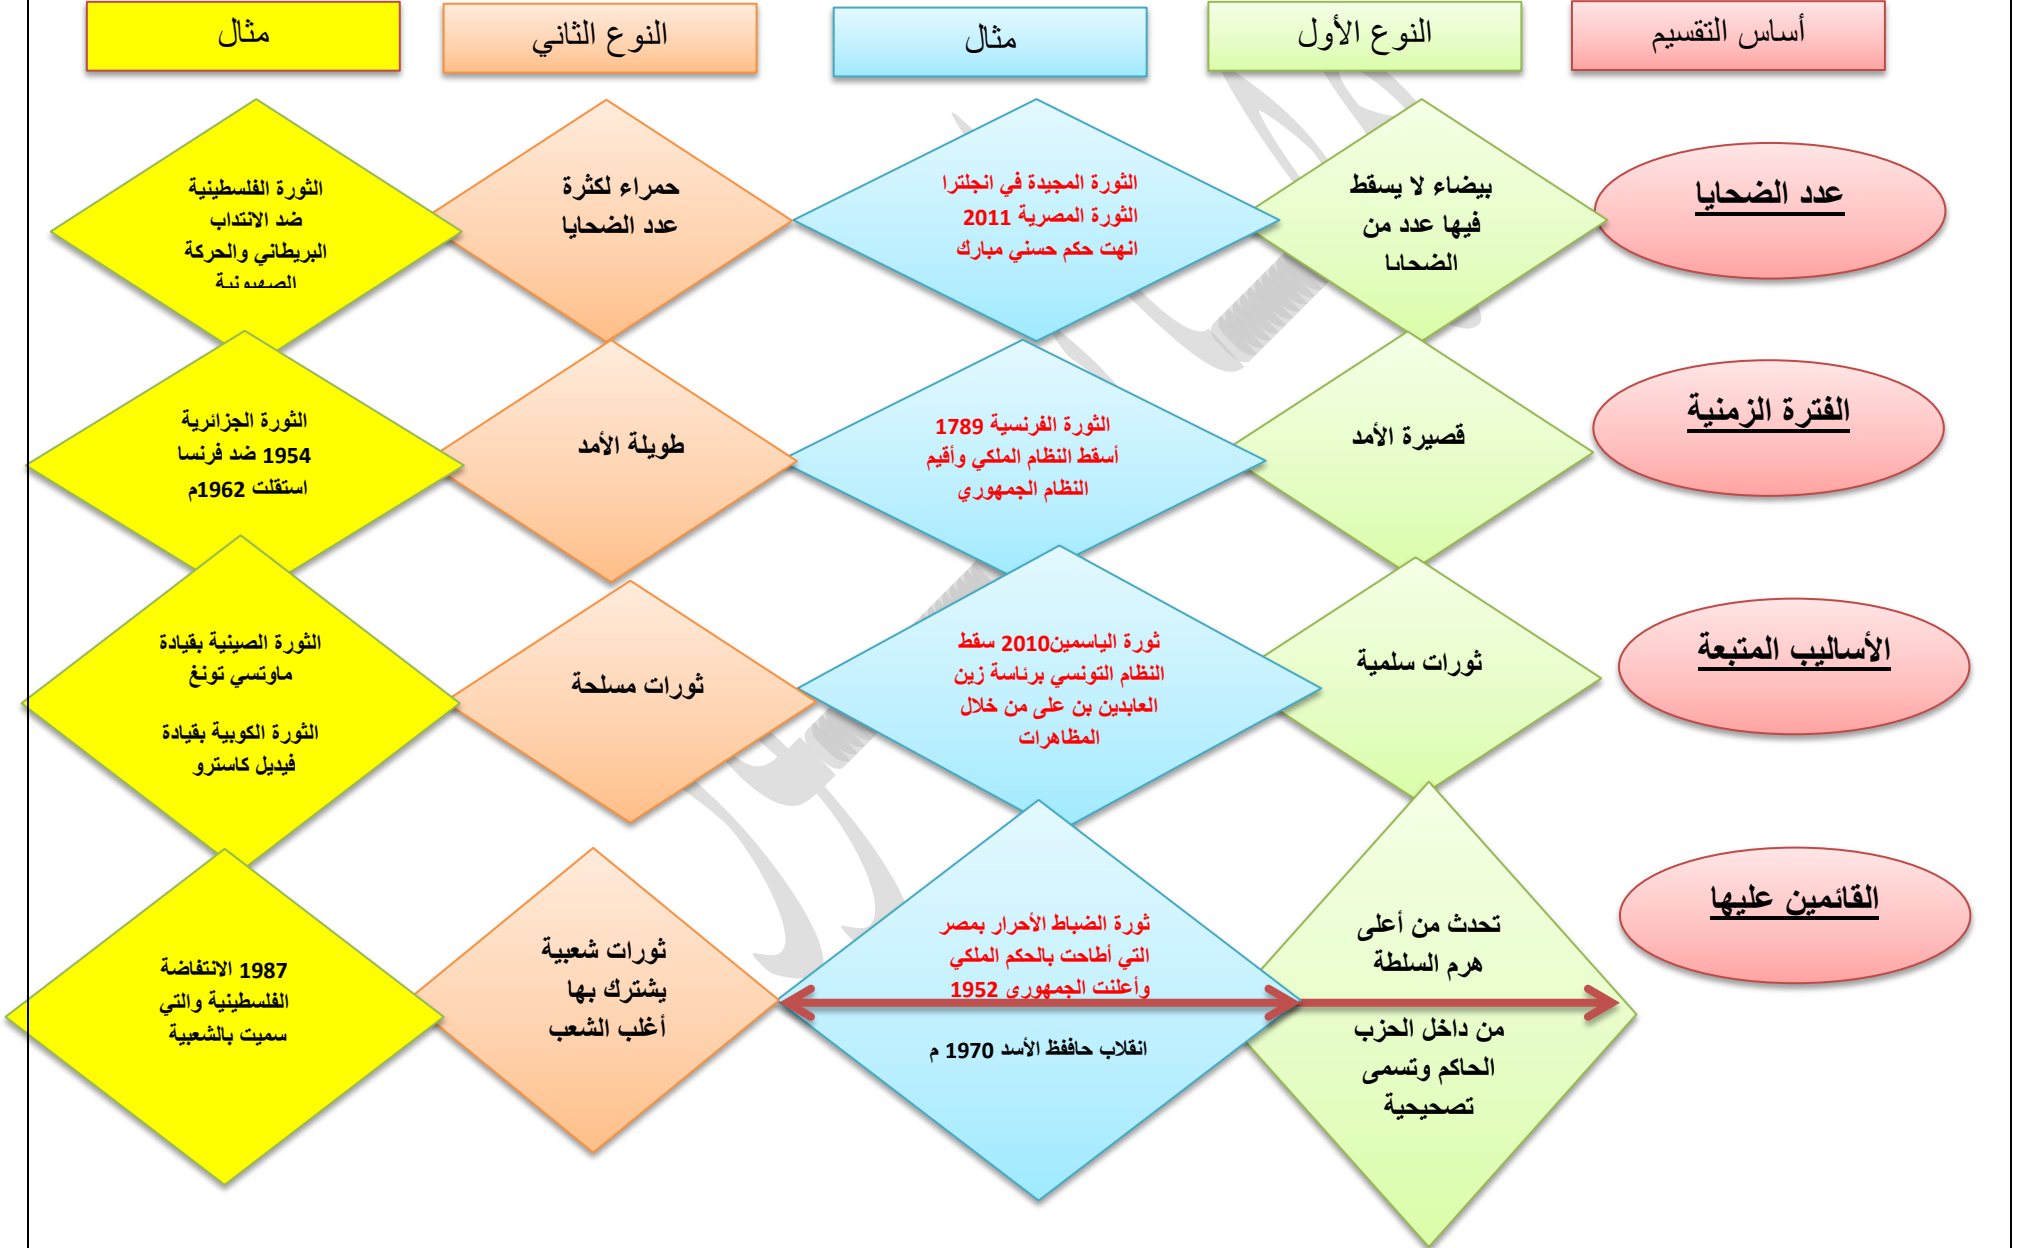 أساس التقسيم
النوع الأول
مثال
النوع الثاني
مثال
عدد الضحايا
بيضاء لا يسقط
فيها عدد من
الضحايا
الثورة المجيدة في انجلترا
الثورة المصرية 2011
انهت حكم حسني مبارك
حمراء لكثرة
عدد الضحايا
الثورة الفلسطينية
ضد الانتداب
البريطاني والحركة
الصهيونية
الفترة الزمنية
قصيرة الأمد
الثورة الفرنسية 1789
أسقط النظام الملكي وأقيم
النظام الجمهوري
طويلة الأمد
الثورة الجزائرية
1954 ضد فرنسا
استقلت 1962م
الأساليب المتبعة
ثورات سلمية
ثورة الياسمين2010 سقط
النظام التونسي برئاسة زين
العابدين بن على من خلال
المظاهرات
ثورات مسلحة
الثورة الصينية بقيادة
ماوتسي تونغ
الثورة الكوبية بقيادة
فيديل كاسترو
القائمين عليها
تحدث من أعلى
هرم السلطة
من داخل الحزب
الحاكم وتسمى
تصحيحية
ثورة الضباط الأحرار بمصر
التي أطاحت بالحكم الملكي
وأعلنت الجمهوري 1952
انقلاب حاففظ الأسد 1970 م
ثورات شعبية
يشترك بها
أغلب الشعب
1987 الانتفاضة
الفلسطينية والتي
سميت بالشعبية